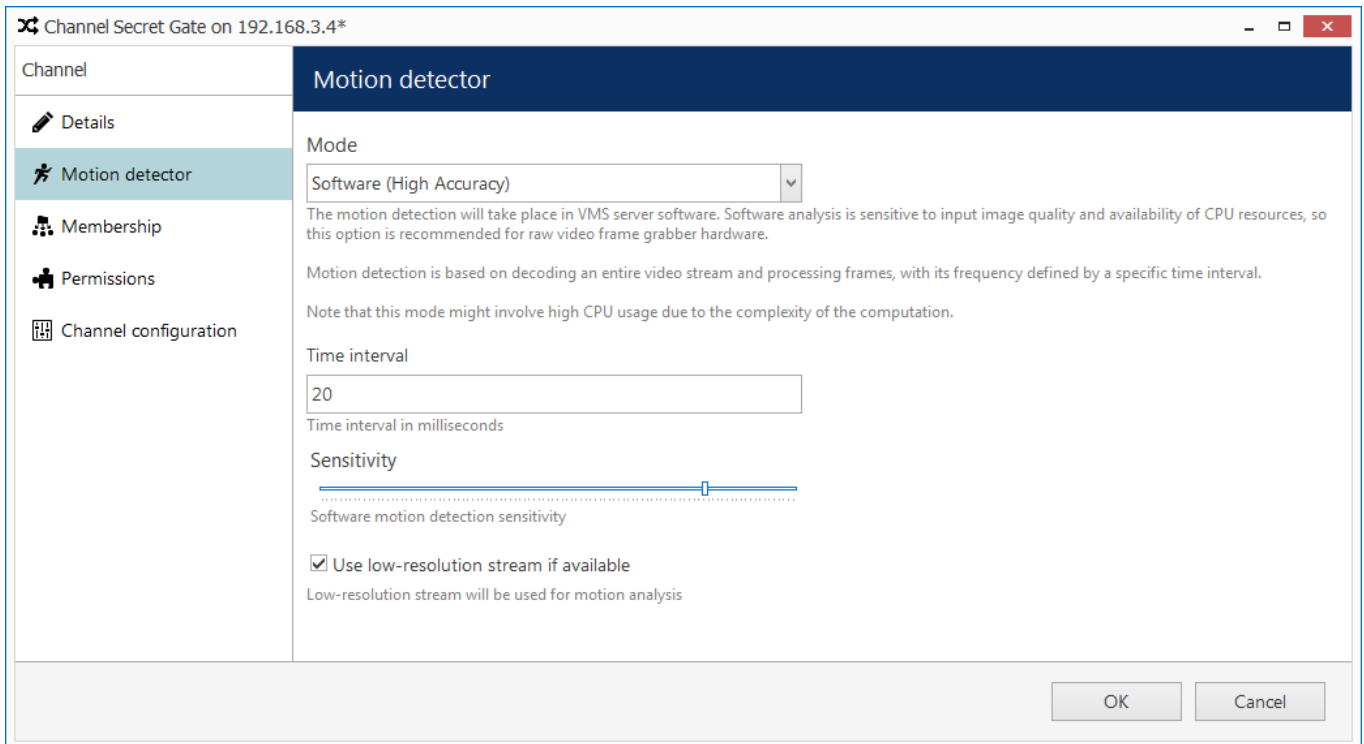 Channel Secret Gate on 192.168.3.4*
Channel
Details
Motion detector
Membership
Permissions
Channel configuration
Motion detector
Mode
Software (High Accuracy)
The motion detection will take place in VMS server software. Software analysis is sensitive to input image quality and availability of CPU resources, so
this option is recommended for raw video frame grabber hardware.
Motion detection is based on decoding an entire video stream and processing frames, with its frequency defined by a specific time interval.
Note that this mode might involve high CPU usage due to the complexity of the computation.
Time interval
20
Time interval in milliseconds
Sensitivity
Software motion detection sensitivity
Use low-resolution stream if available
Low-resolution stream will be used for motion analysis
OK
Cancel